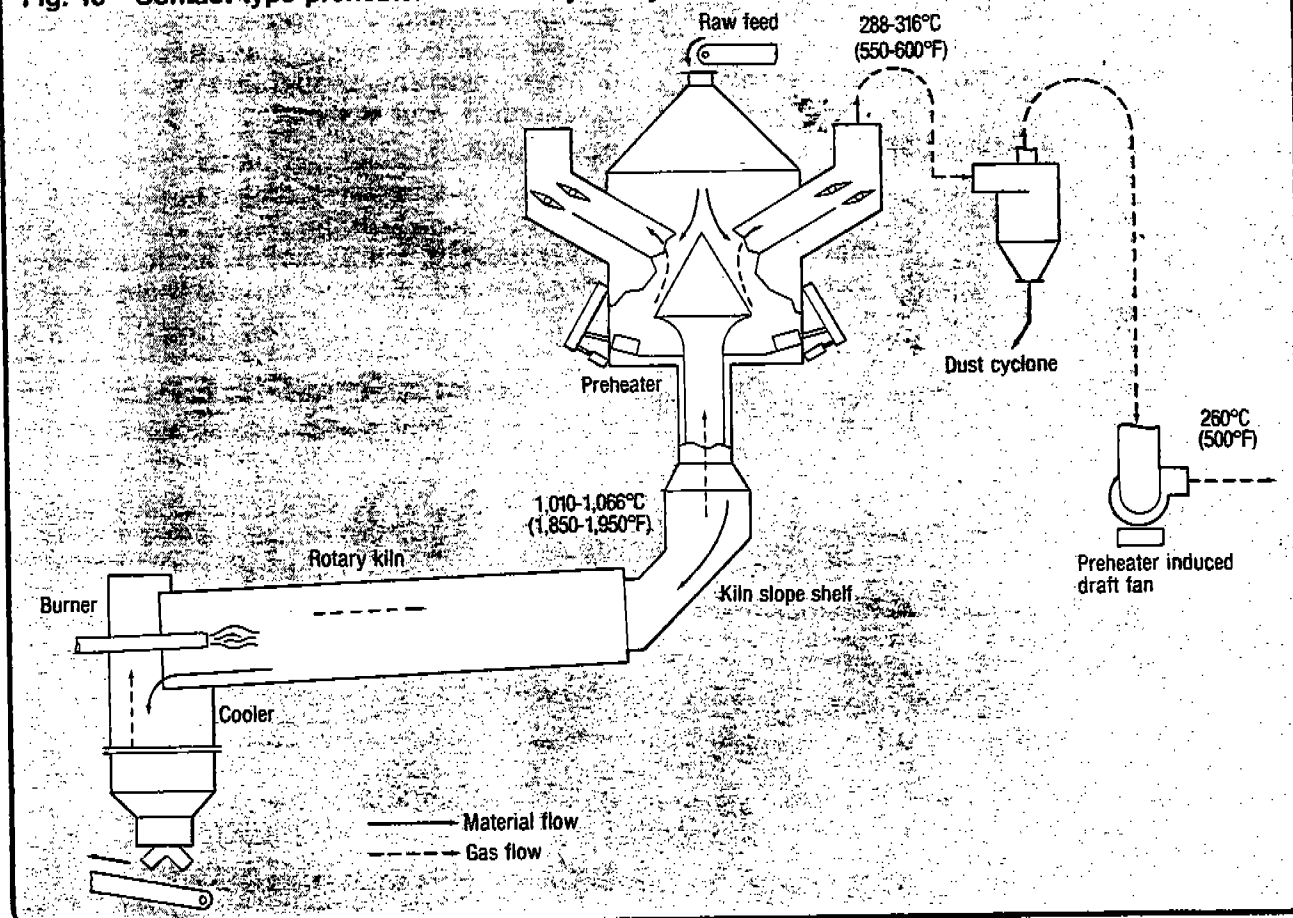 Raw feed
288-316°C
(550-600°F)
Preheater
Dust cyclone
260°C
(500°F)
1,010-1,066°C
(1,850-1,950°F)
Rotary kiln
Burner
Kiln slope shelf
Preheater induced
draft fan
Cooler
Material flow
Gas flow